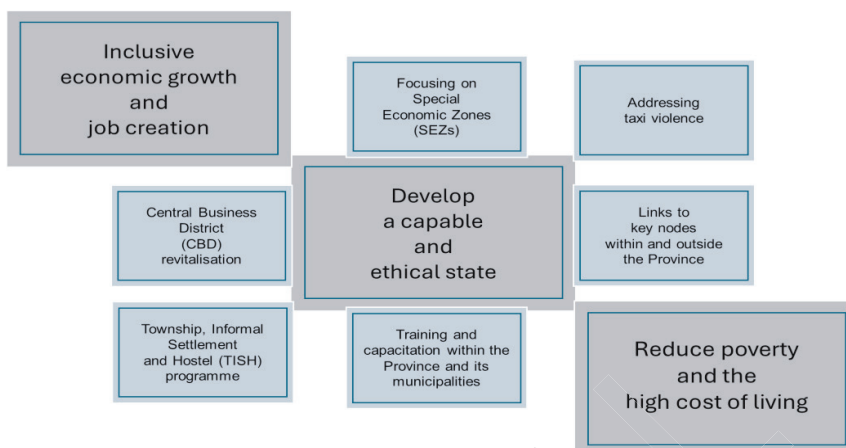 Inclusive
economic growth
and
job creation
Focusing on
Special
Economic Zones
(SEZs)
Addressing
taxi violence
Central Business
District
(CBD)
revitalisation
Develop
a capable
and
ethical state
Links to
key nodes
within and outside
the Province
Township, Informal
Settlement
and Hostel (TISH)
programme
Training and
capacitation within the
Province and its
municipalities
Reduce poverty
and the
high cost of living